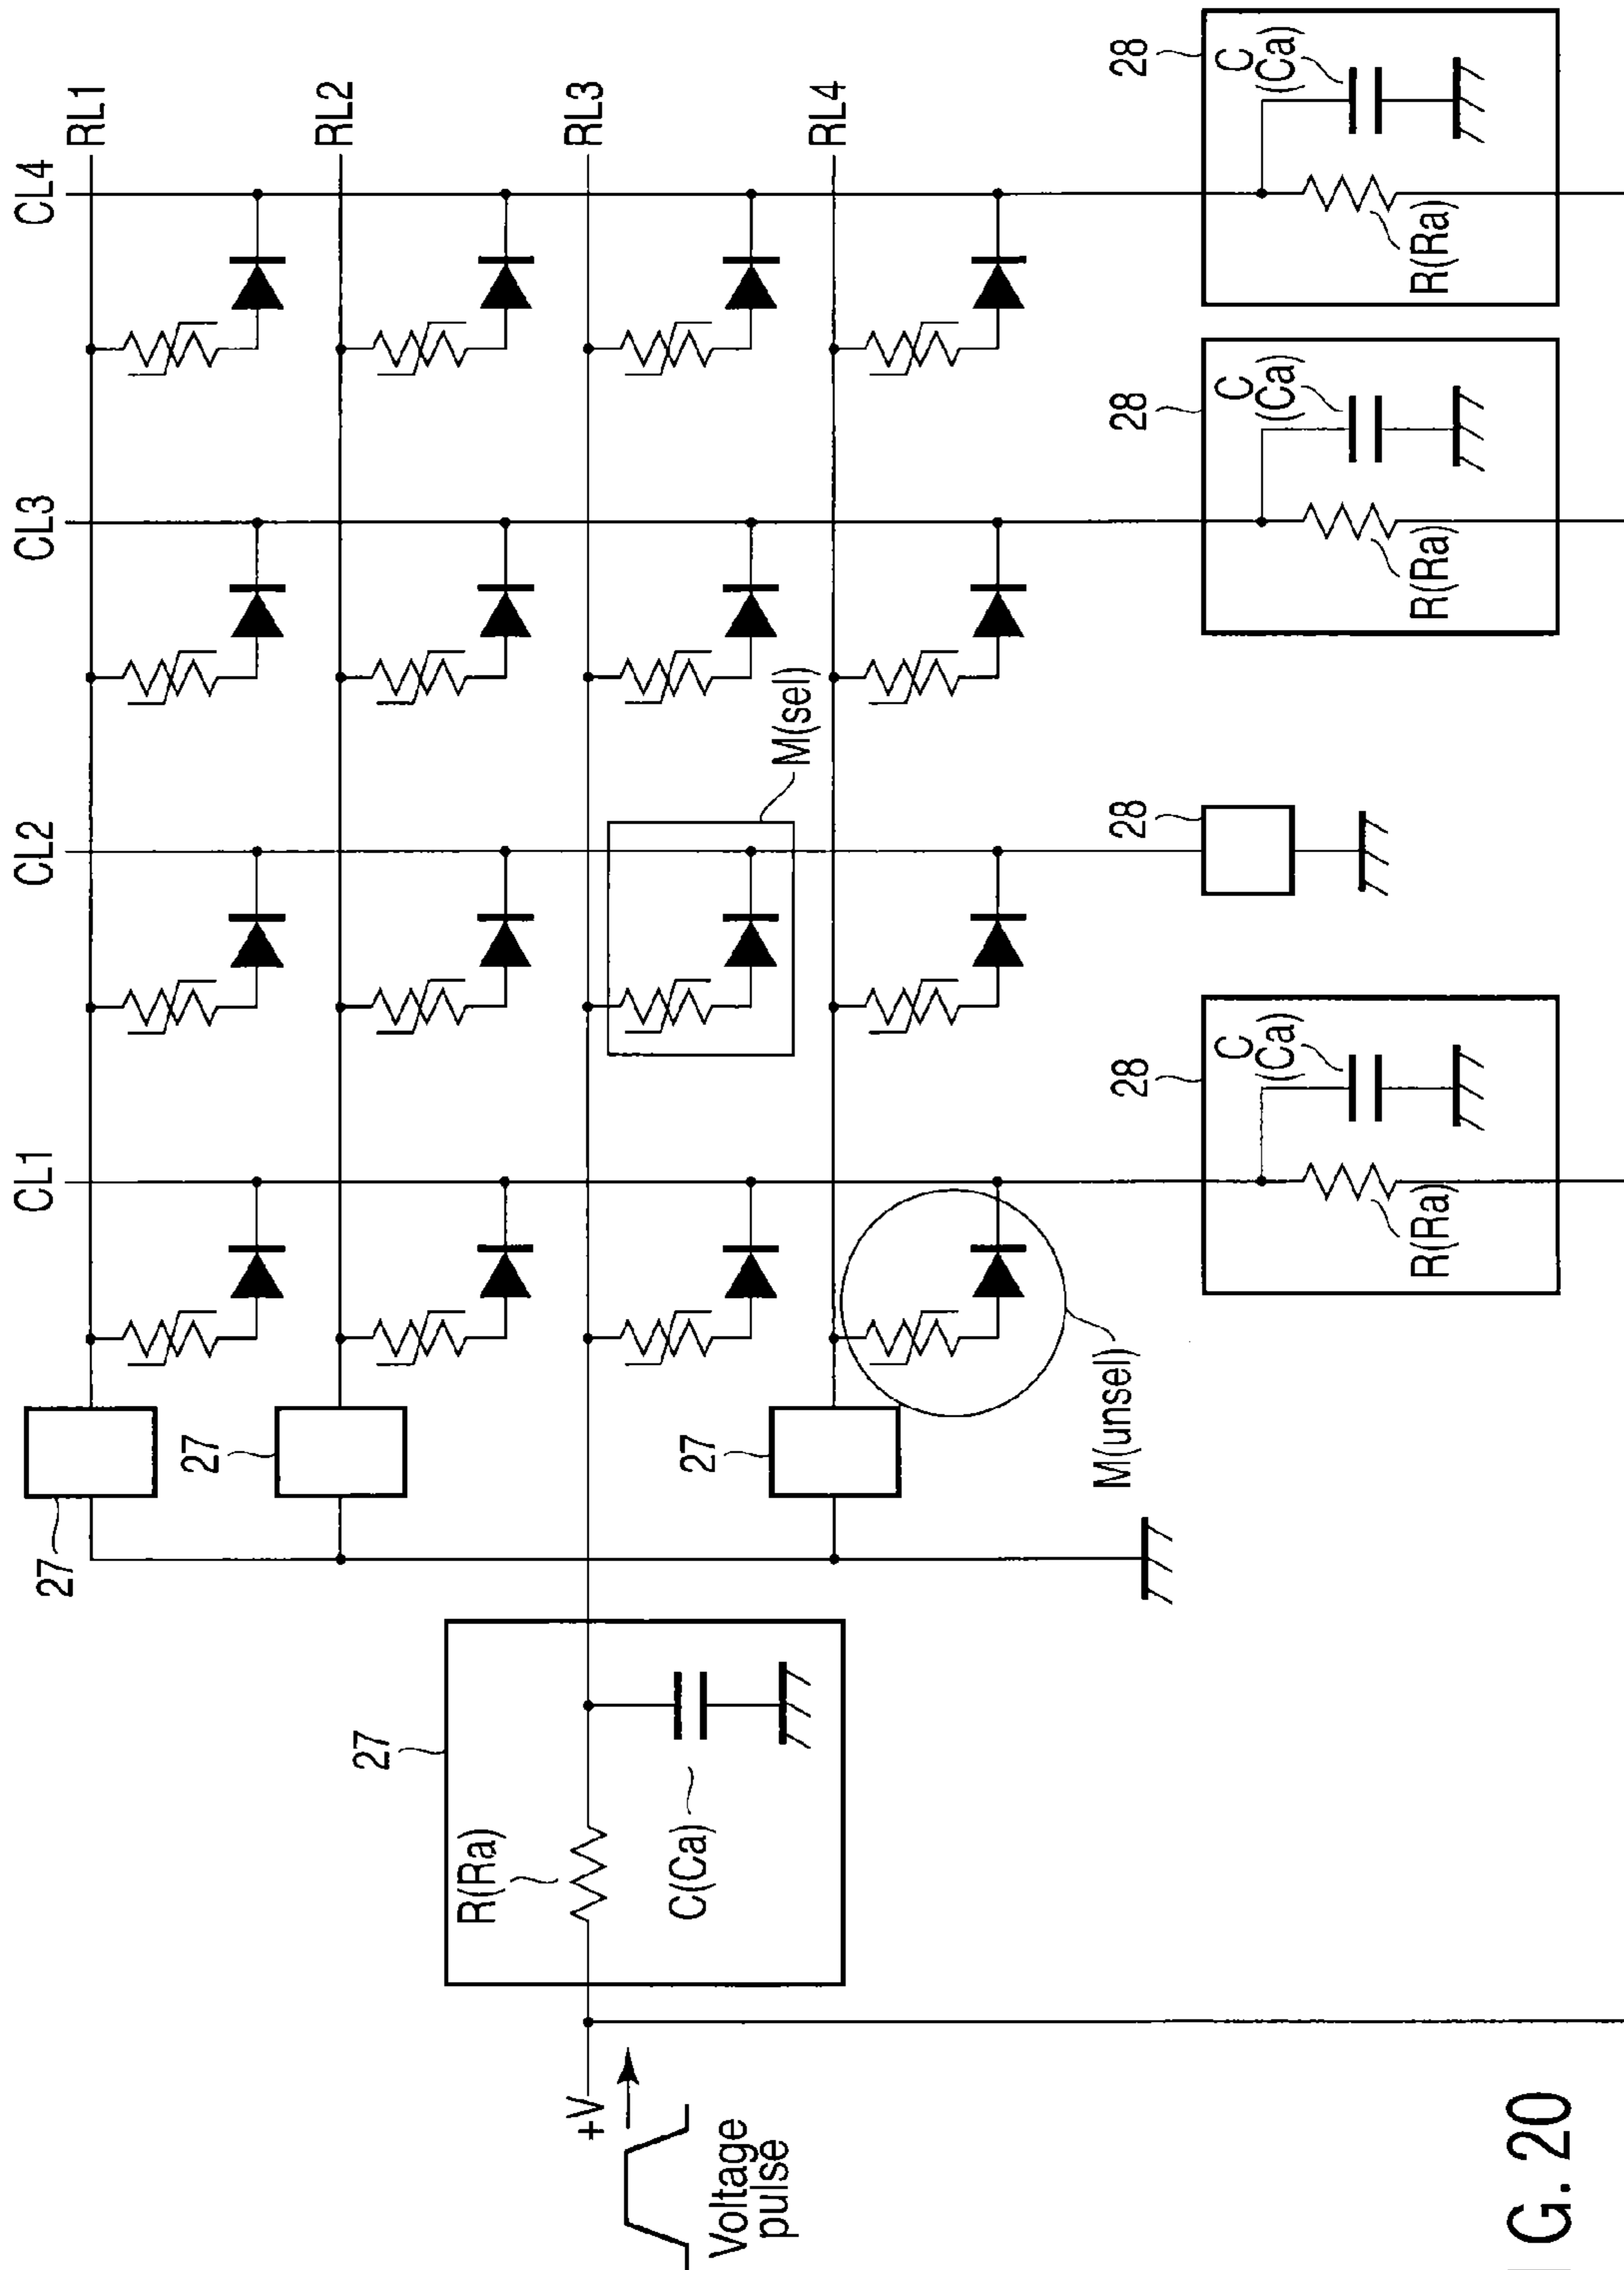 CL1
CL2
CL3
CL4
RL1
27
RL2
27
RL3
27
R(Ra)
C(Ca)
+V
Voltage
pulse
M(sel)
RL4
27
M(unsel)
28
C
(Ca)
R(Ra)
28
28
C
(Ca)
R(Ra)
28
C
(Ca)
R(Ra)
G. 20